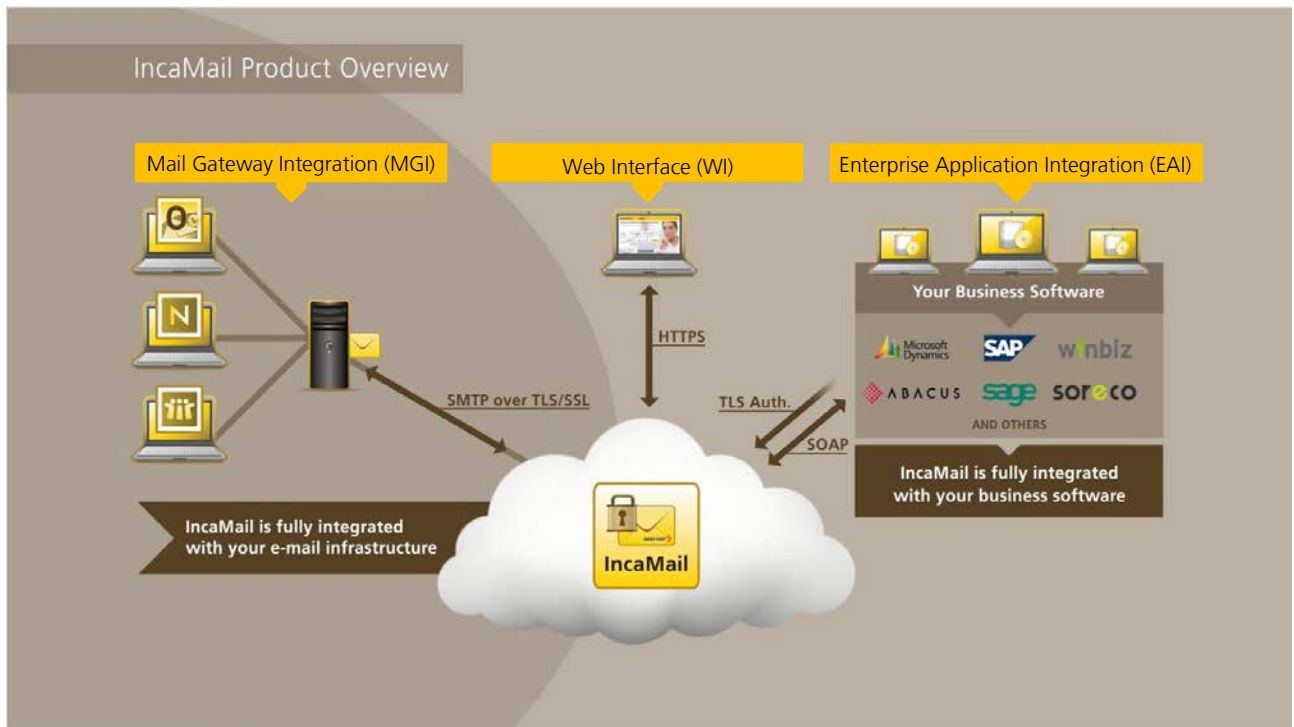 IncaMail Product Overview
Mail Gateway Integration (MGI)
Web Interface (WI)
Enterprise Application Integration (EAI)
O
N
Your Business Software
Microsoft
Dynamics
SAP
winbiz
ABACUS
sage
soreco
AND OTHERS
HTTPS
SMTP over TLS/SSL
TLS Auth.
SOAP
IncaMail is fully integrated
with your business software
IncaMail is fully integrated
with your e-mail infrastructure
IncaMail